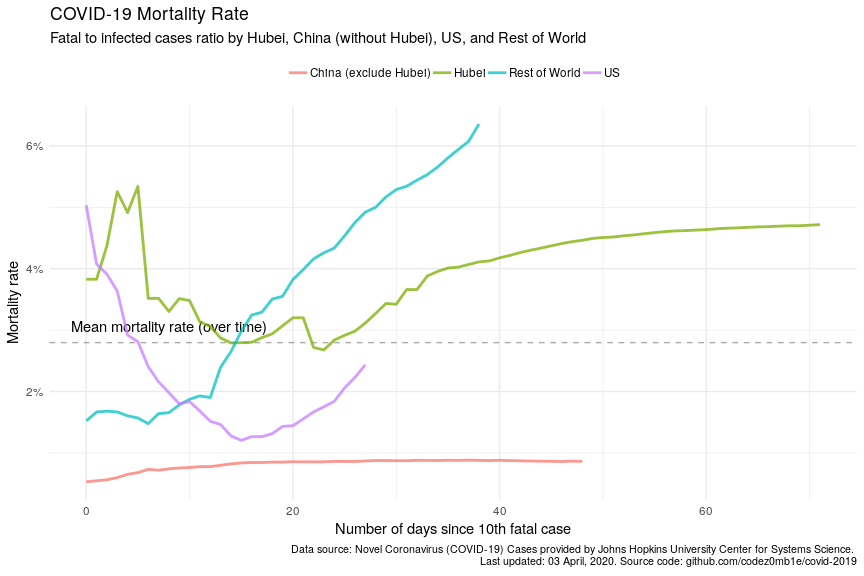 COVID-19 Mortality Rate
Fatal to infected cases ratio by Hubei, China (without Hubei), US, and Rest of World
China (exclude Hubei) Hubei Rest of World US
6%
4%
2%
Mortality rate
Mean mortality rate (over time)
0 20 40 60
Number of days since 10th fatal case
Data source: Novel Coronavirus (COVID-19) Cases provided by Johns Hopkins University Center for Systems Science.
Last updated: 03 April, 2020. Source code: github.com/codez0mb1e/covid-2019